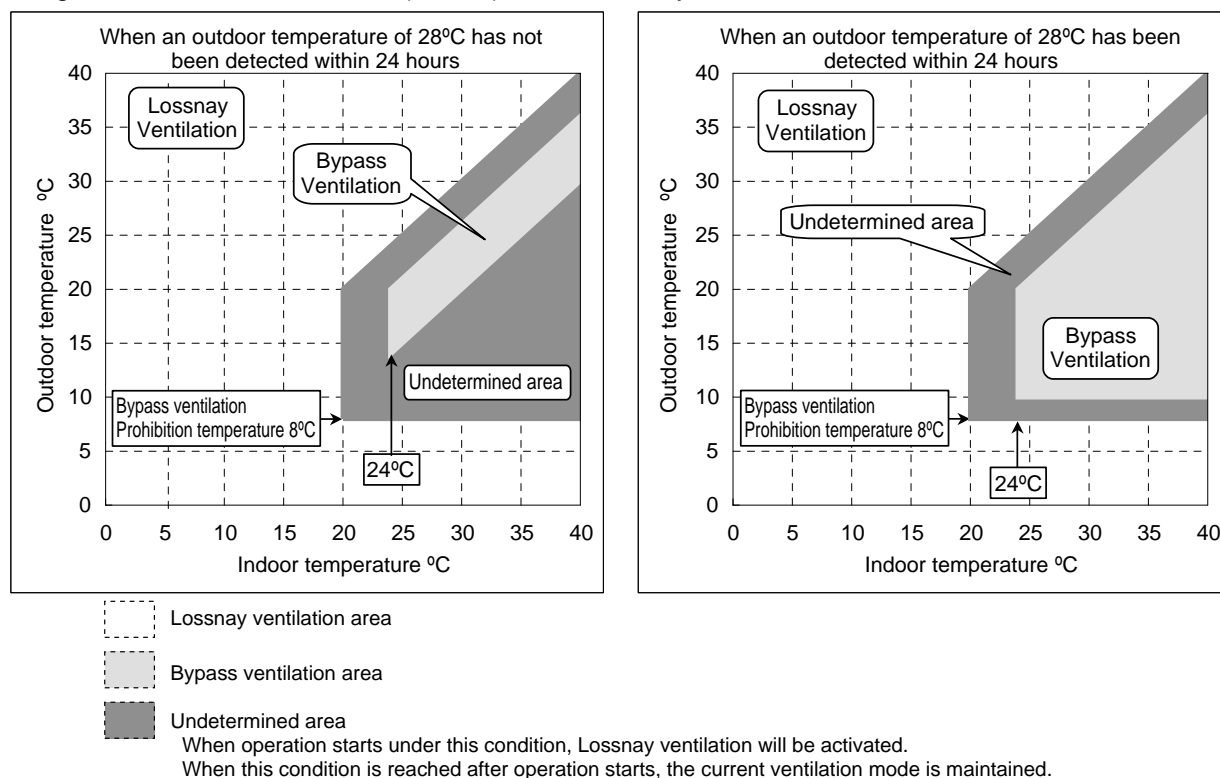 When an outdoor temperature of 28ºC has not
been detected within 24 hours
40
35
30
25
20
15
10
5
0
Outdoor temperature ºC
Lossnay
Ventilation
Bypass
Ventilation
Undetermined area
Bypass ventilation
Prohibition temperature 8ºC
24ºC
0 5 10 15 20 25 30 35 40
Indoor temperature ºC
When an outdoor temperature of 28ºC has been
detected within 24 hours
40
35
30
25
20
15
10
5
0
Outdoor temperature ºC
Lossnay
Ventilation
Undetermined area
Bypass
Ventilation
Bypass ventilation
Prohibition temperature 8ºC
24ºC
0 5 10 15 20 25 30 35 40
Indoor temperature ºC
Lossnay ventilation area
Bypass ventilation area
Undetermined area
When operation starts under this condition, Lossnay ventilation will be activated.
When this condition is reached after operation starts, the current ventilation mode is maintained.